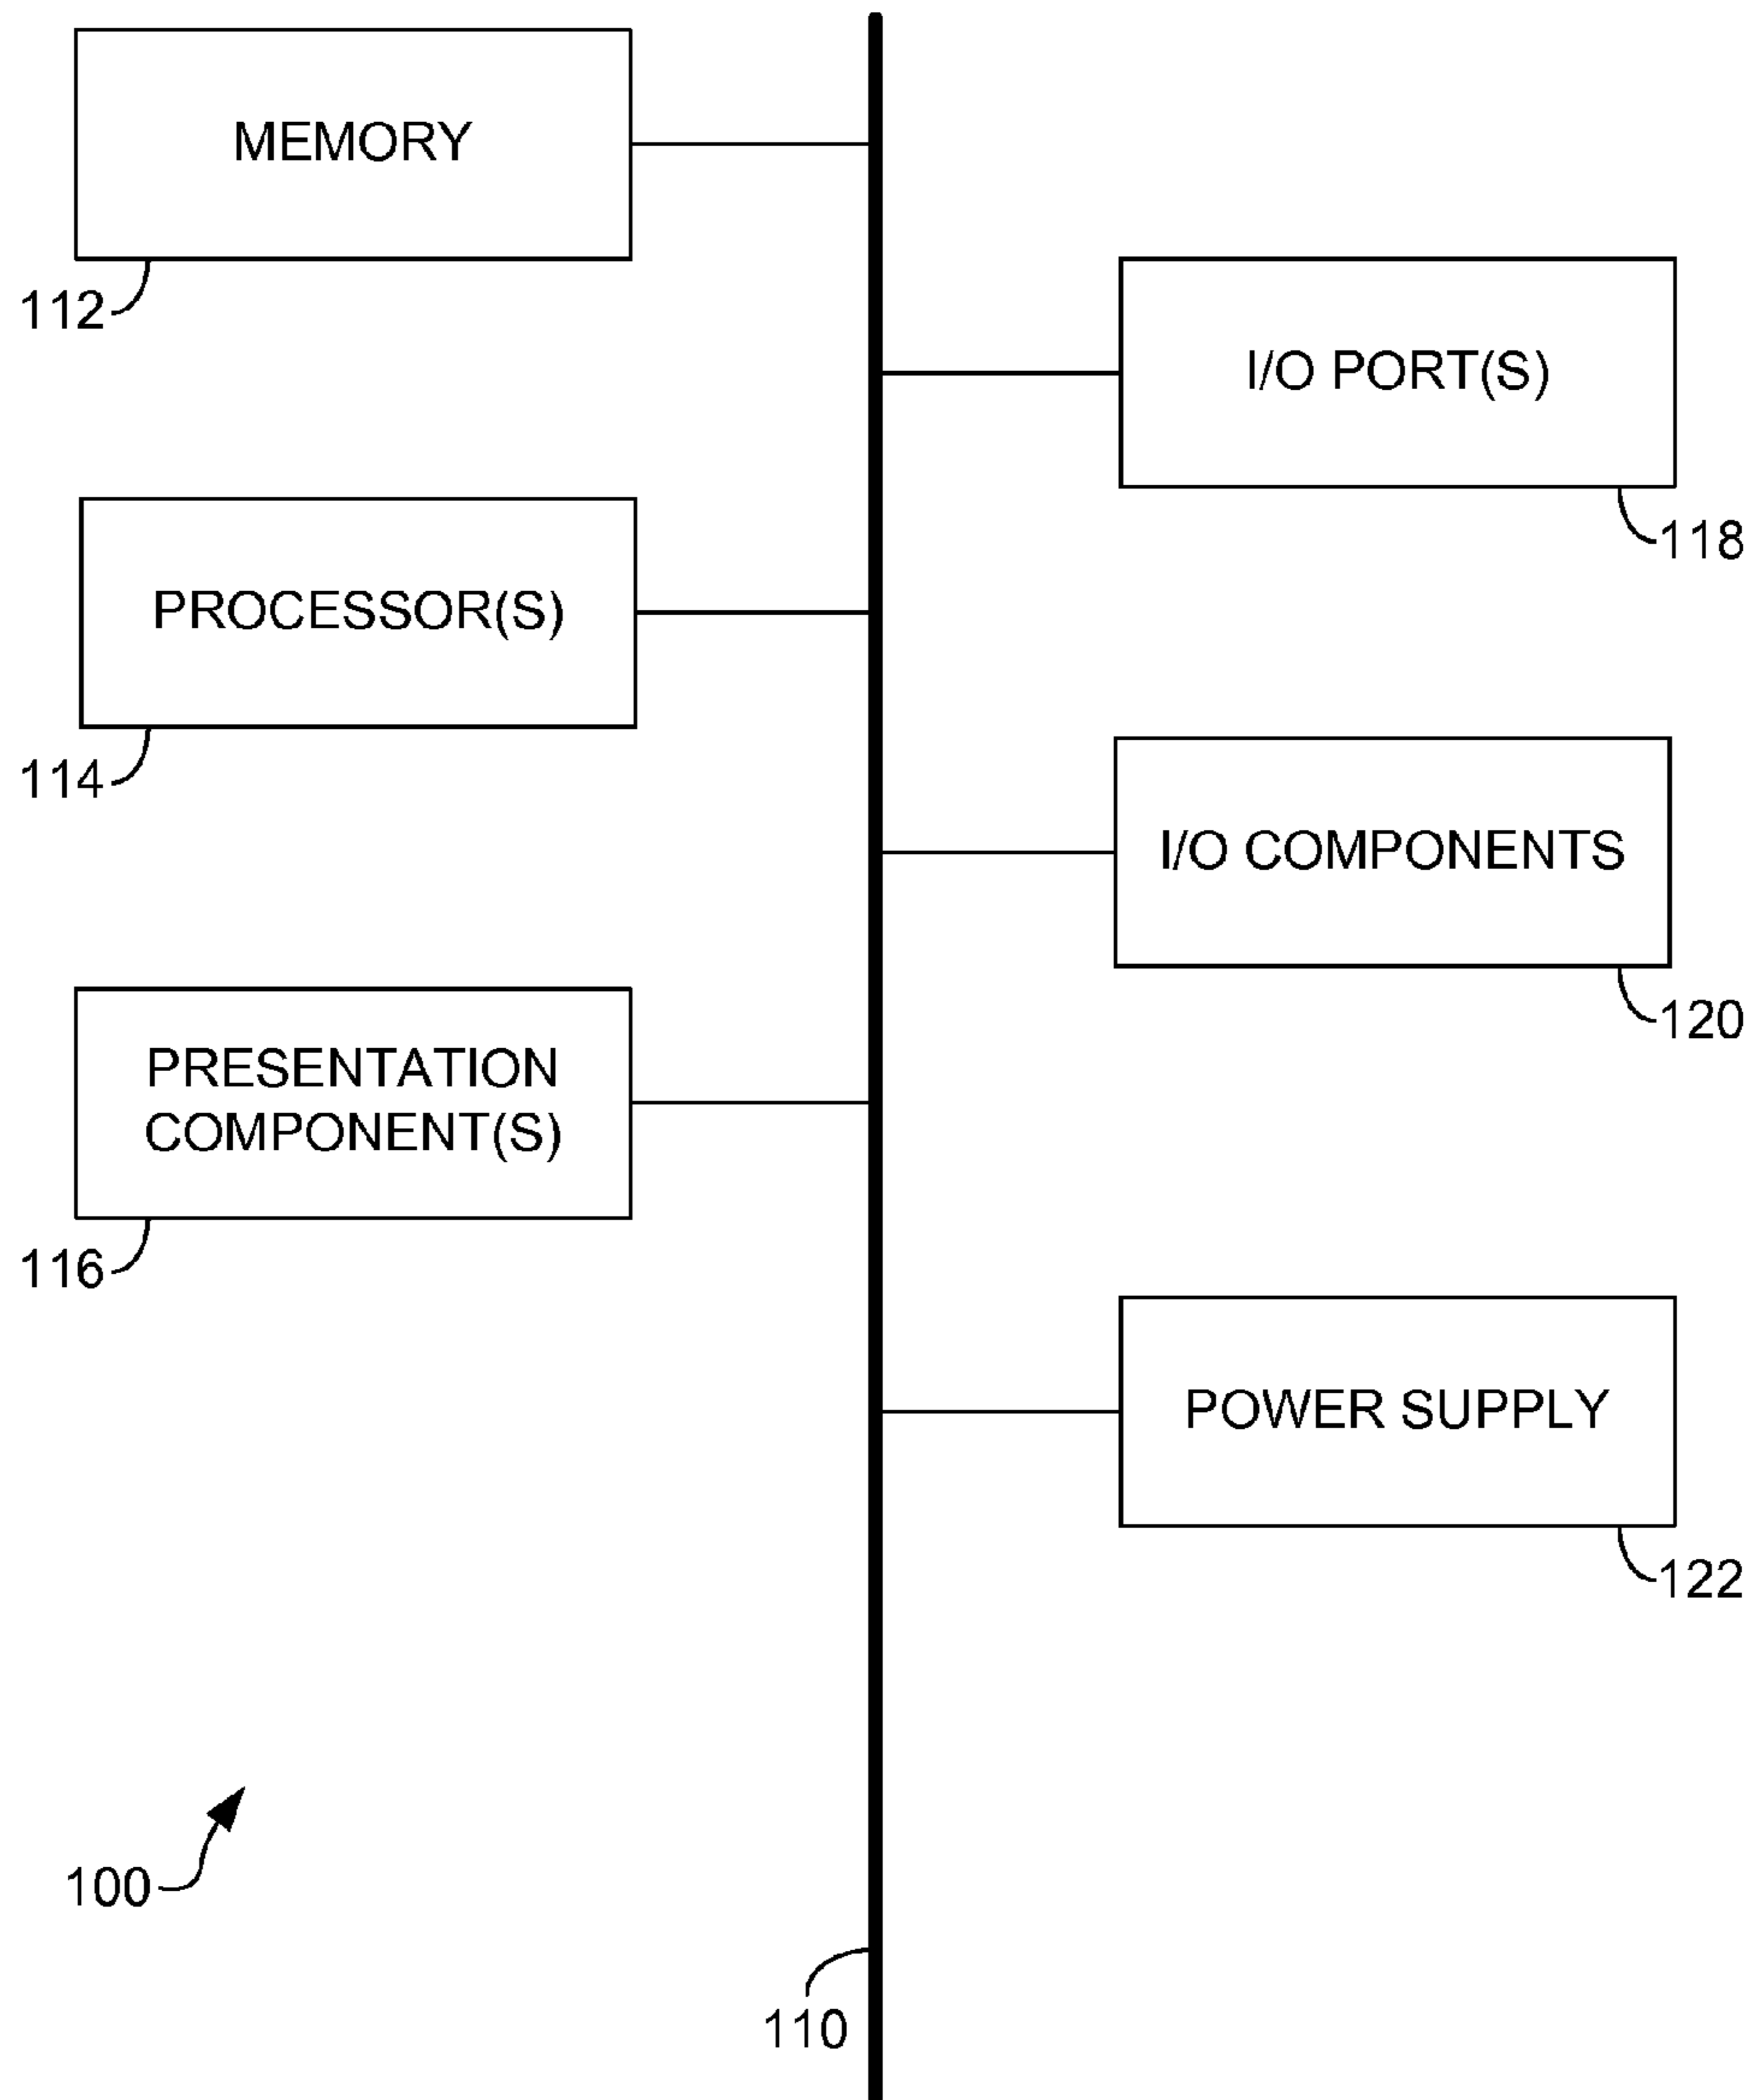 MEMORY
112
I/O PORT(S)
118
PROCESSOR(S)
114
I/O COMPONENTS
120
PRESENTATION
COMPONENT(S)
116
POWER SUPPLY
122
100
110